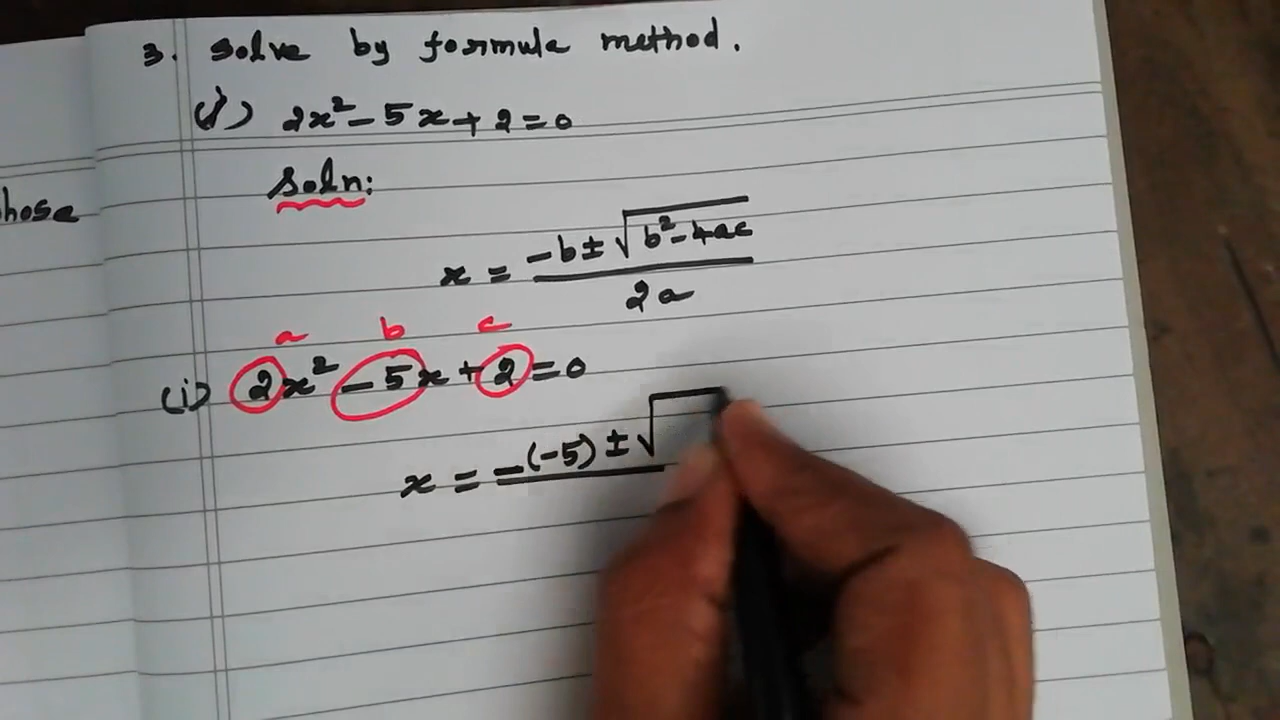 3. solve by formula method.
(i) 2x² - 5x + 2 = 0
hose
Soln:
x = -b ± √b² - 4ac / 2a
a b c
(i) 2x² - 5x + 2 = 0
x = -(-5) ± √